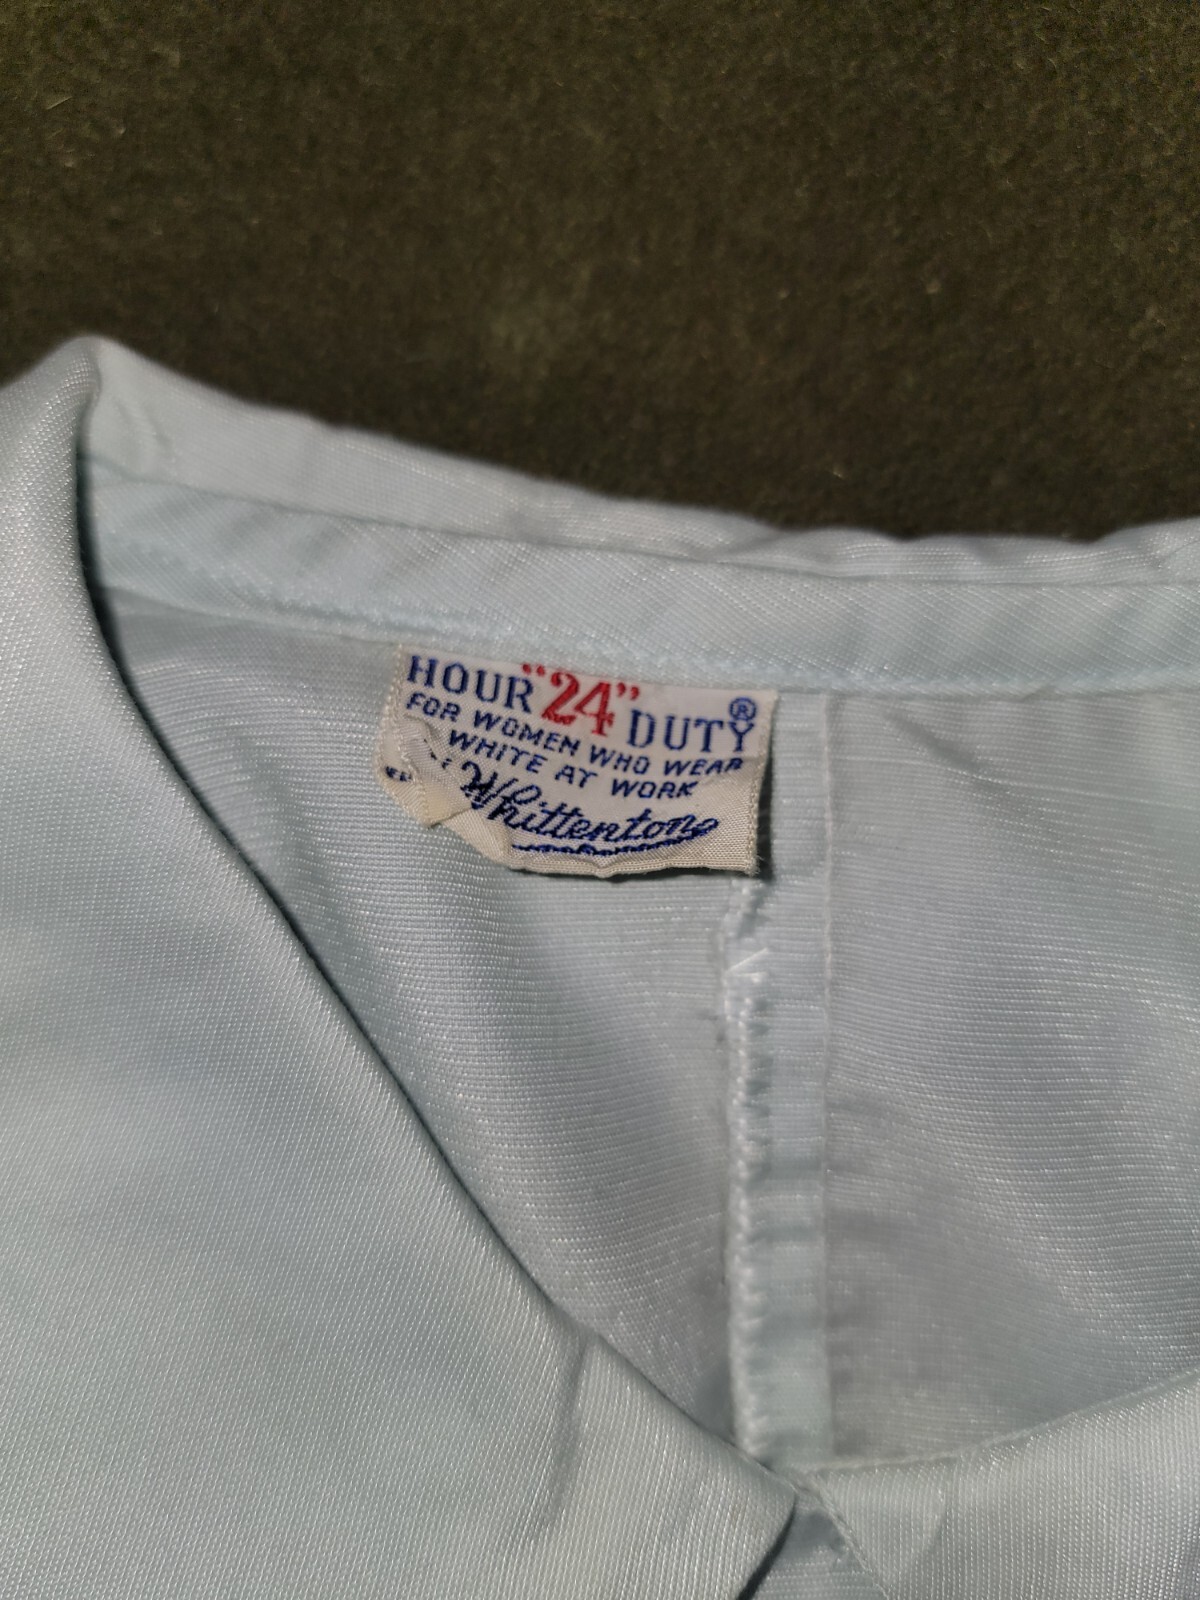 HOUR "24" DUTY®
FOR WOMEN WHO WEAR
WHITE AT WORK
Whittenton